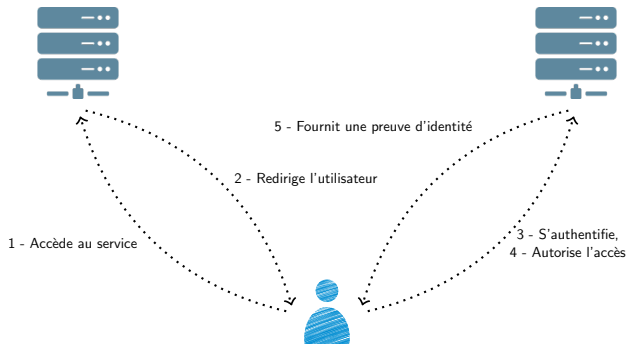 5 - Fournit une preuve d'identité
2 - Redirige l'utilisateur
1 - Accède au service
3 - S'authentifie,
4 - Autorise l'accès